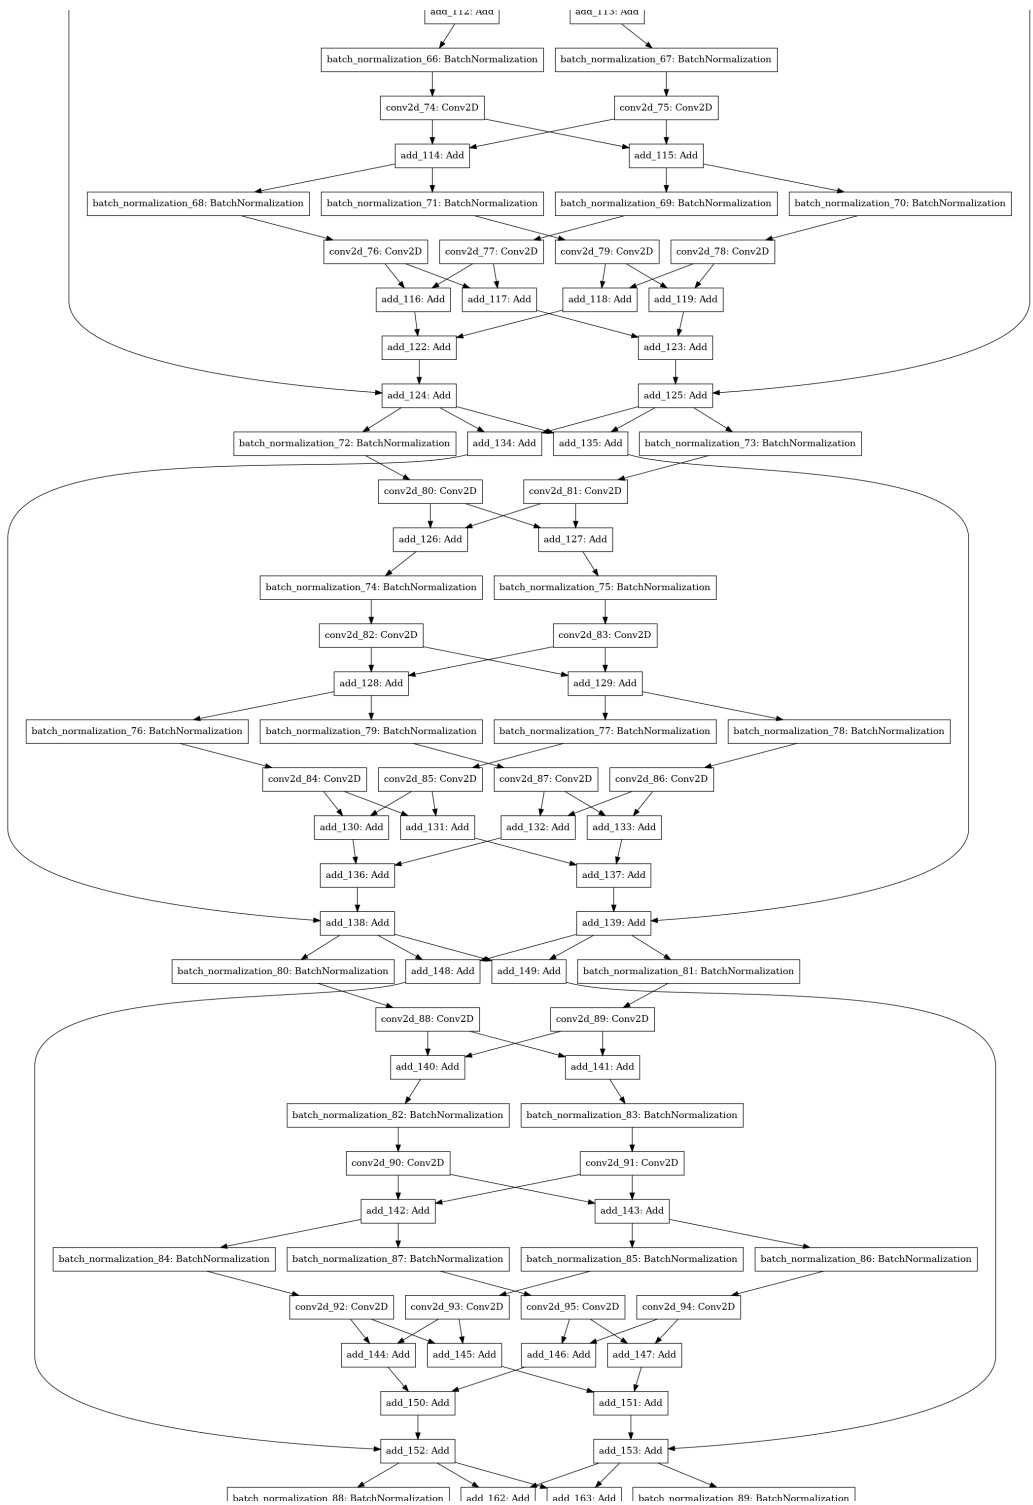 add_112: Add add_113: Add
batch_normalization_66: BatchNormalization batch_normalization_67: BatchNormalization
conv2d_74: Conv2D conv2d_75: Conv2D
add_114: Add add_115: Add
batch_normalization_68: BatchNormalization batch_normalization_71: BatchNormalization batch_normalization_69: BatchNormalization batch_normalization_70: BatchNormalization
conv2d_76: Conv2D conv2d_77: Conv2D conv2d_79: Conv2D conv2d_78: Conv2D
add_116: Add add_117: Add add_118: Add add_119: Add
add_122: Add add_123: Add
add_124: Add add_125: Add
batch_normalization_72: BatchNormalization add_134: Add add_135: Add batch_normalization_73: BatchNormalization
conv2d_80: Conv2D conv2d_81: Conv2D
add_126: Add add_127: Add
batch_normalization_74: BatchNormalization batch_normalization_75: BatchNormalization
conv2d_82: Conv2D conv2d_83: Conv2D
add_128: Add add_129: Add
batch_normalization_76: BatchNormalization batch_normalization_79: BatchNormalization batch_normalization_77: BatchNormalization batch_normalization_78: BatchNormalization
conv2d_84: Conv2D conv2d_85: Conv2D conv2d_87: Conv2D conv2d_86: Conv2D
add_130: Add add_131: Add add_132: Add add_133: Add
add_136: Add add_137: Add
add_138: Add add_139: Add
batch_normalization_80: BatchNormalization add_148: Add add_149: Add batch_normalization_81: BatchNormalization
conv2d_88: Conv2D conv2d_89: Conv2D
add_140: Add add_141: Add
batch_normalization_82: BatchNormalization batch_normalization_83: BatchNormalization
conv2d_90: Conv2D conv2d_91: Conv2D
add_142: Add add_143: Add
batch_normalization_84: BatchNormalization batch_normalization_87: BatchNormalization batch_normalization_85: BatchNormalization batch_normalization_86: BatchNormalization
conv2d_92: Conv2D conv2d_93: Conv2D conv2d_95: Conv2D conv2d_94: Conv2D
add_144: Add add_145: Add add_146: Add add_147: Add
add_150: Add add_151: Add
add_152: Add add_153: Add
batch_normalization_88: BatchNormalization add_162: Add add_163: Add batch_normalization_89: BatchNormalization